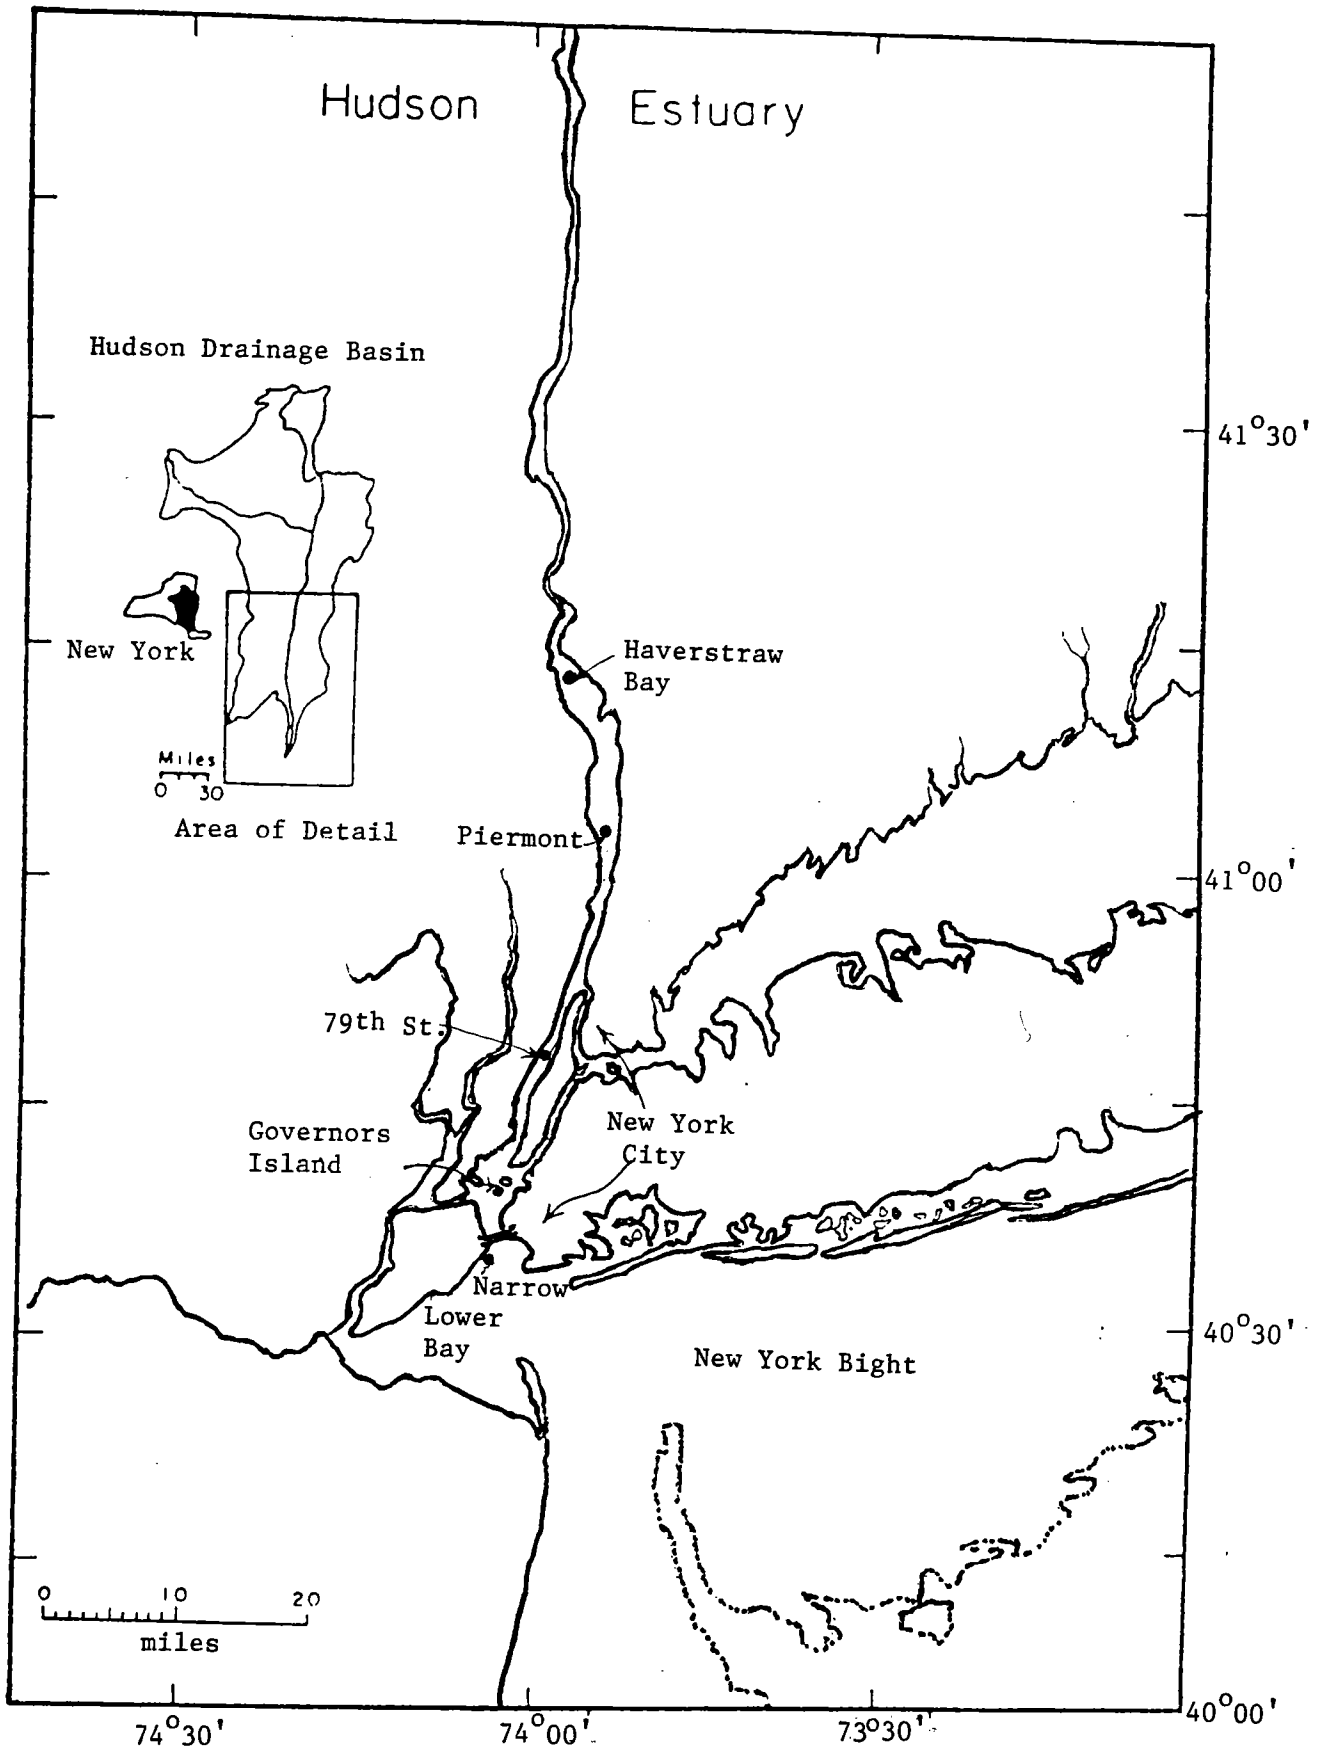 Hudson Estuary
Hudson Drainage Basin
41°30'
New York
Haverstraw
Bay
Miles
0 30
Area of Detail
Piermont
41°00'
79th St.
Governors
Island
New York
City
Narrow
Lower
Bay
40°30'
New York Bight
0 10 20
miles
40°00'
74°30' 74°00' 73°30'